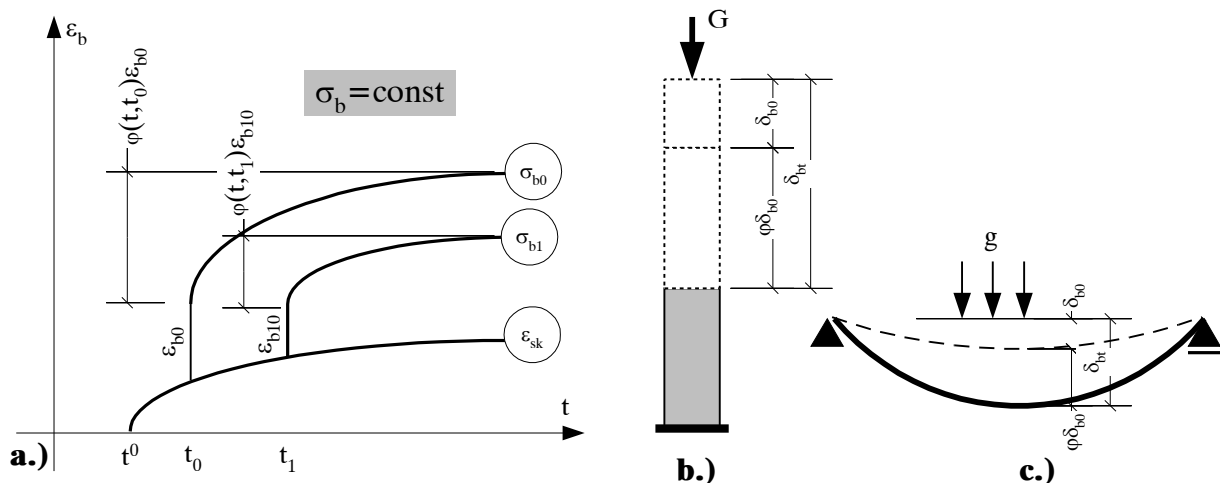 ε_b
φ(t,t_0)ε_b0
φ(t,t_1)ε_b10
σ_b=const
σ_b0
σ_b1
ε_sk
ε_b0
ε_b10
t
t^0
t_0
t_1
a.)
G
δ_b0
δ_bt
φδ_b0
b.)
g
δ_b0
δ_bt
φδ_b0
c.)